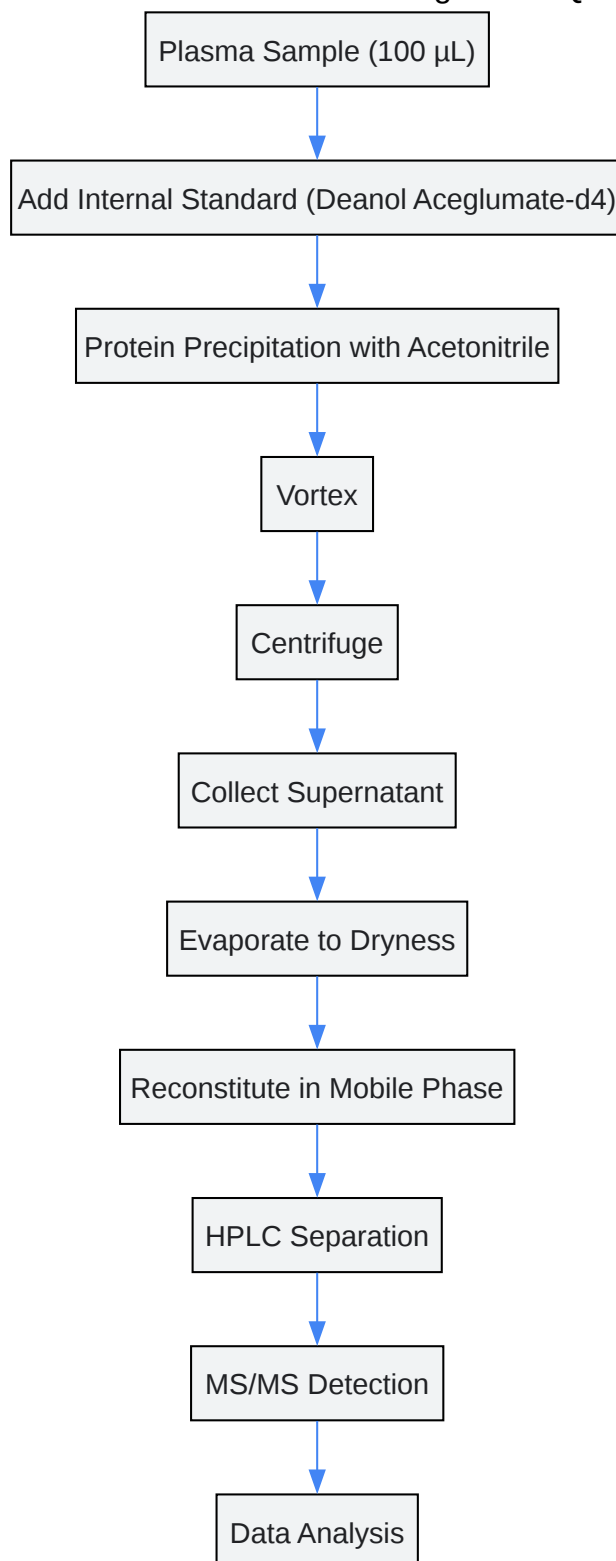 Plasma Sample (100 µL)
Add Internal Standard (Deanol Aceglumate-d4)
Protein Precipitation with Acetonitrile
Vortex
Centrifuge
Collect Supernatant
Evaporate to Dryness
Reconstitute in Mobile Phase
HPLC Separation
MS/MS Detection
Data Analysis